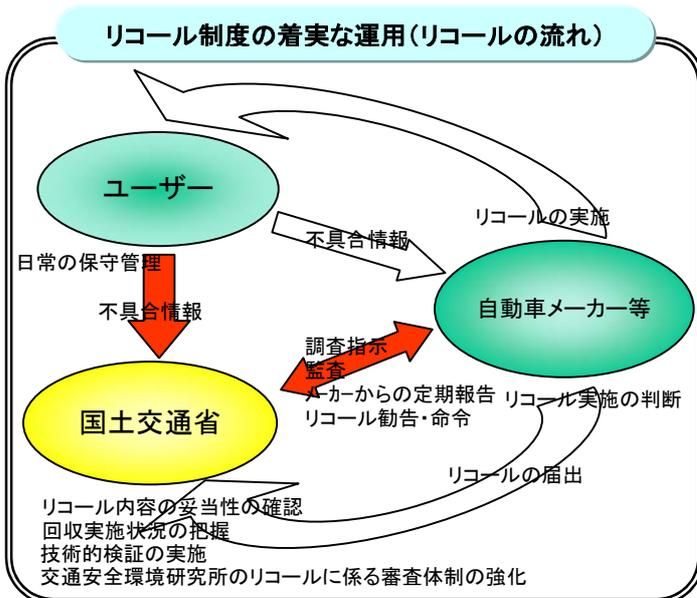 リコール制度の着実な運用(リコールの流れ)
ユーザー
リコールの実施
不具合情報
日常の保守管理
不具合情報
自動車メーカー等
調査指示
監査
ﾒｰｶｰからの定期報告
リコール勧告・命令
リコール実施の判断
国土交通省
リコールの届出
リコール内容の妥当性の確認
回収実施状況の把握
技術的検証の実施
交通安全環境研究所のリコールに係る審査体制の強化